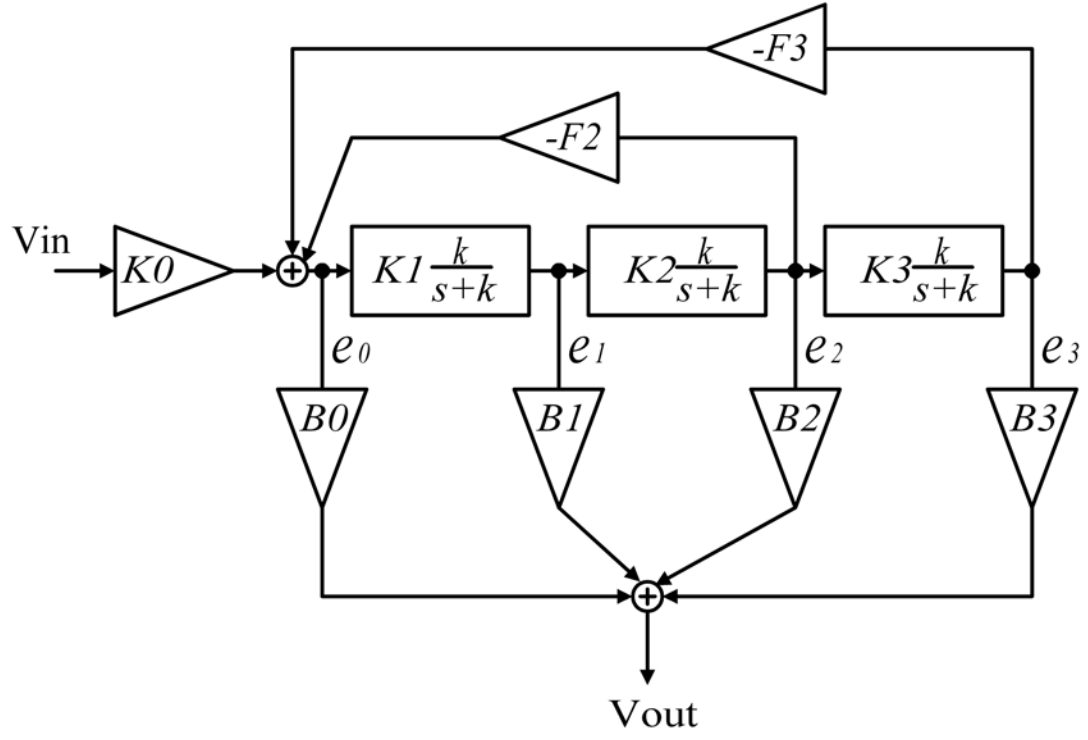 -F3
-F2
Vin
K0
K1 k/s+k
K2 k/s+k
K3 k/s+k
e0
e1
e2
e3
B0
B1
B2
B3
Vout